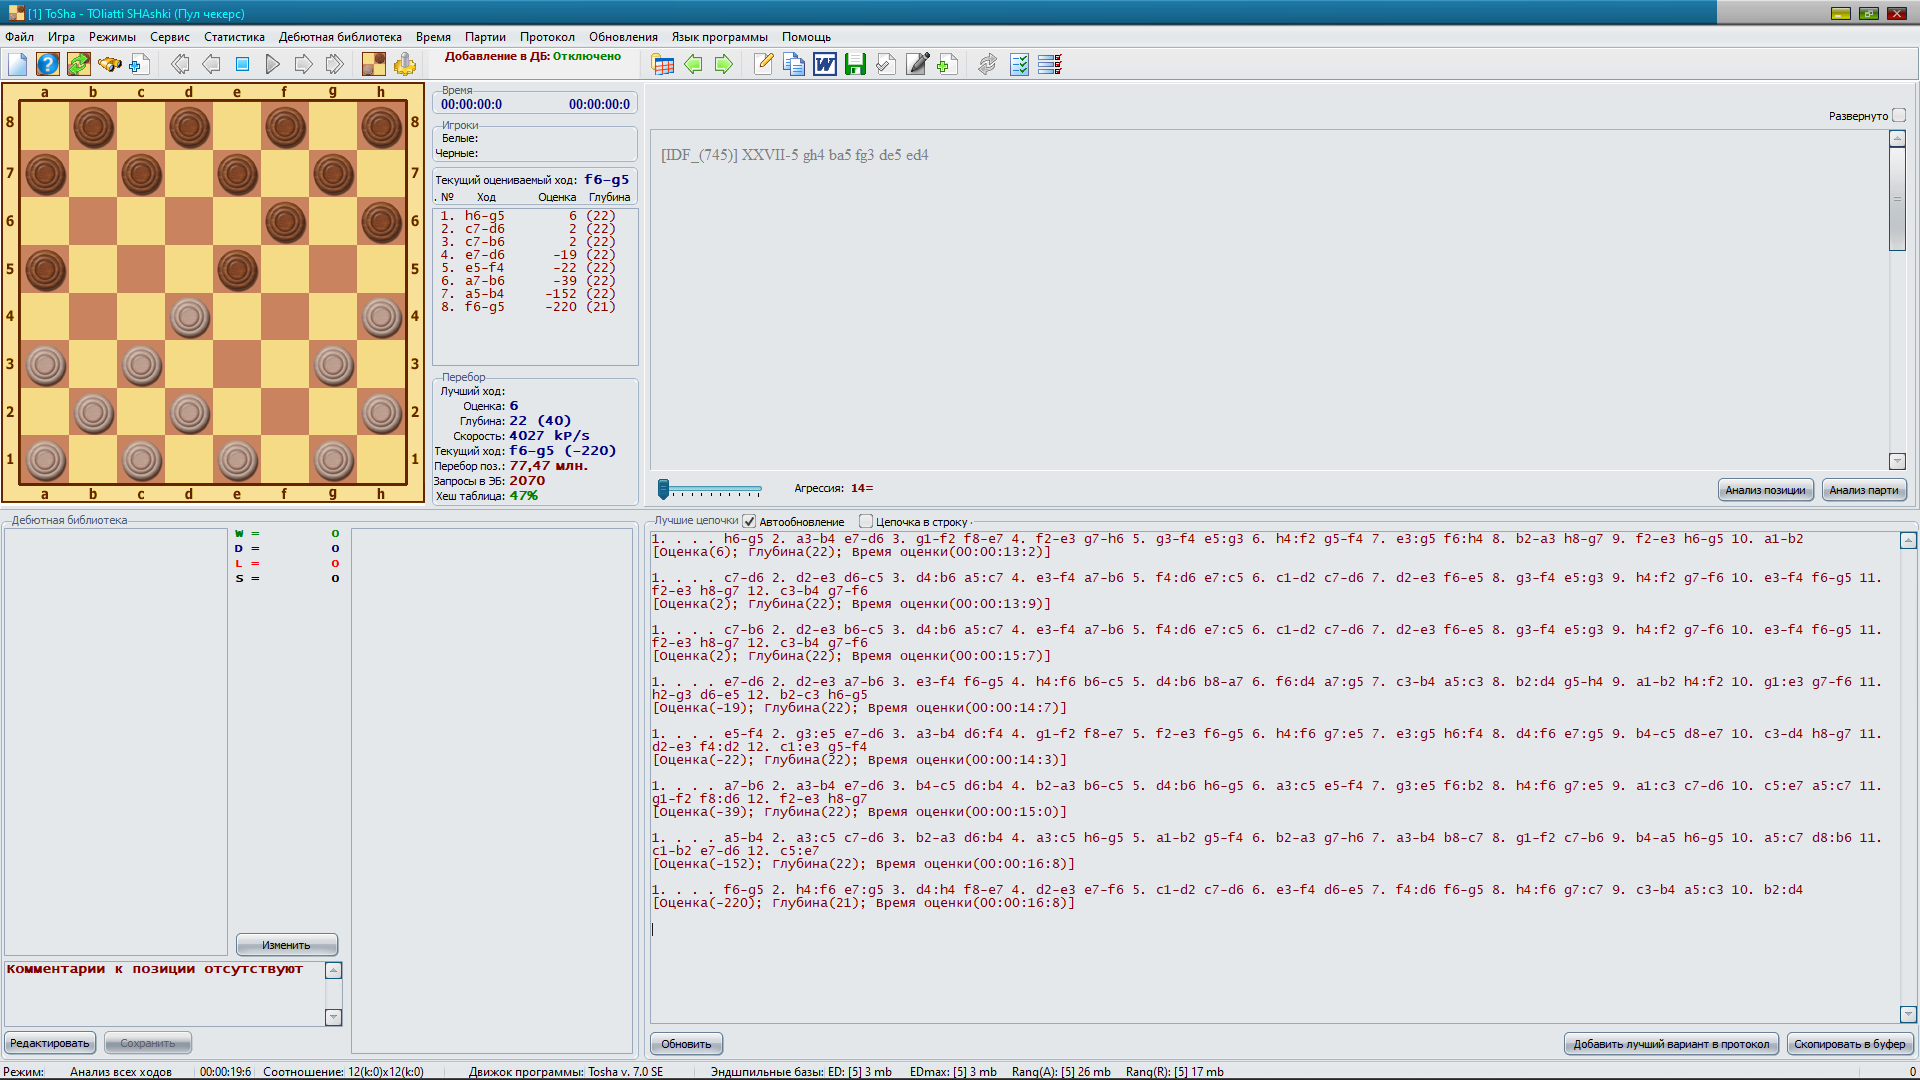 [1] ToSha - TOliatti SHAshki (Пул чекерс)
Файл Игра Режимы Сервис Статистика Дебютная библиотека Время Партии Протокол Обновления Язык программы Помощь
Добавление в ДБ: Отключено
a b c d e f g h
8 8
7 7
6 6
5 5
4 4
3 3
2 2
1 1
a b c d e f g h
Время
00:00:00:0 00:00:00:0
Игроки
Белые:
Черные:
Текущий оцениваемый ход: f6-g5
. № Ход Оценка Глубина
1. h6-g5 6 (22)
2. c7-d6 2 (22)
3. c7-b6 2 (22)
4. e7-d6 -19 (22)
5. e5-f4 -22 (22)
6. a7-b6 -39 (22)
7. a5-b4 -152 (22)
8. f6-g5 -220 (21)
Перебор
Лучший ход:
Оценка: 6
Глубина: 22 (40)
Скорость: 4027 kP/s
Текущий ход: f6-g5 (-220)
Перебор поз.: 77,47 млн.
Запросы в ЭБ: 2070
Хеш таблица: 47%
Развернуто
[IDF_(745)] XXVII-5 gh4 ba5 fg3 de5 ed4
Агрессия: 14=
Анализ позиции Анализ парти
Дебютная библиотека
W = 0
D = 0
L = 0
S = 0
Изменить
Комментарии к позиции отсутствуют
Редактировать Сохранить
Лучшие цепочки Автообновление Цепочка в строку
1. . . . h6-g5 2. a3-b4 e7-d6 3. g1-f2 f8-e7 4. f2-e3 g7-h6 5. g3-f4 e5:g3 6. h4:f2 g5-f4 7. e3:g5 f6:h4 8. b2-a3 h8-g7 9. f2-e3 h6-g5 10. a1-b2
[Оценка(6); Глубина(22); Время оценки(00:00:13:2)]
1. . . . c7-d6 2. d2-e3 d6-c5 3. d4:b6 a5:c7 4. e3-f4 a7-b6 5. f4:d6 e7:c5 6. c1-d2 c7-d6 7. d2-e3 f6-e5 8. g3-f4 e5:g3 9. h4:f2 g7-f6 10. e3-f4 f6-g5 11.
f2-e3 h8-g7 12. c3-b4 g7-f6
[Оценка(2); Глубина(22); Время оценки(00:00:13:9)]
1. . . . c7-b6 2. d2-e3 b6-c5 3. d4:b6 a5:c7 4. e3-f4 a7-b6 5. f4:d6 e7:c5 6. c1-d2 c7-d6 7. d2-e3 f6-e5 8. g3-f4 e5:g3 9. h4:f2 g7-f6 10. e3-f4 f6-g5 11.
f2-e3 h8-g7 12. c3-b4 g7-f6
[Оценка(2); Глубина(22); Время оценки(00:00:15:7)]
1. . . . e7-d6 2. d2-e3 a7-b6 3. e3-f4 f6-g5 4. h4:f6 b6-c5 5. d4:b6 b8-a7 6. f6:d4 a7:g5 7. c3-b4 a5:c3 8. b2:d4 g5-h4 9. a1-b2 h4:f2 10. g1:e3 g7-f6 11.
h2-g3 d6-e5 12. b2-c3 h6-g5
[Оценка(-19); Глубина(22); Время оценки(00:00:14:7)]
1. . . . e5-f4 2. g3:e5 e7-d6 3. a3-b4 d6:f4 4. g1-f2 f8-e7 5. f2-e3 f6-g5 6. h4:f6 g7:e5 7. e3:g5 h6:f4 8. d4:f6 e7:g5 9. b4-c5 d8-e7 10. c3-d4 h8-g7 11.
d2-e3 f4:d2 12. c1:e3 g5-f4
[Оценка(-22); Глубина(22); Время оценки(00:00:14:3)]
1. . . . a7-b6 2. a3-b4 e7-d6 3. b4-c5 d6:b4 4. b2-a3 b6-c5 5. d4:b6 h6-g5 6. a3:c5 e5-f4 7. g3:e5 f6:b2 8. h4:f6 g7:e5 9. a1:c3 c7-d6 10. c5:e7 a5:c7 11.
g1-f2 f8:d6 12. f2-e3 h8-g7
[Оценка(-39); Глубина(22); Время оценки(00:00:15:0)]
1. . . . a5-b4 2. a3:c5 c7-d6 3. b2-a3 d6:b4 4. a3:c5 h6-g5 5. a1-b2 g5-f4 6. b2-a3 g7-h6 7. a3-b4 b8-c7 8. g1-f2 c7-b6 9. b4-a5 h6-g5 10. a5:c7 d8:b6 11.
c1-b2 e7-d6 12. c5:e7
[Оценка(-152); Глубина(22); Время оценки(00:00:16:8)]
1. . . . f6-g5 2. h4:f6 e7:g5 3. d4:h4 f8-e7 4. d2-e3 e7-f6 5. c1-d2 c7-d6 6. e3-f4 d6-e5 7. f4:d6 f6-g5 8. h4:f6 g7:c7 9. c3-b4 a5:c3 10. b2:d4
[Оценка(-220); Глубина(21); Время оценки(00:00:16:8)]
Обновить Добавить лучший вариант в протокол Скопировать в буфер
Режим: Анализ всех ходов 00:00:19:6 Соотношение: 12(k:0)x12(k:0) Движок программы: Tosha v. 7.0 SE Эндшпильные базы: ED: [5] 3 mb EDmax: [5] 3 mb Rang(A): [5] 26 mb Rang(R): [5] 17 mb 0